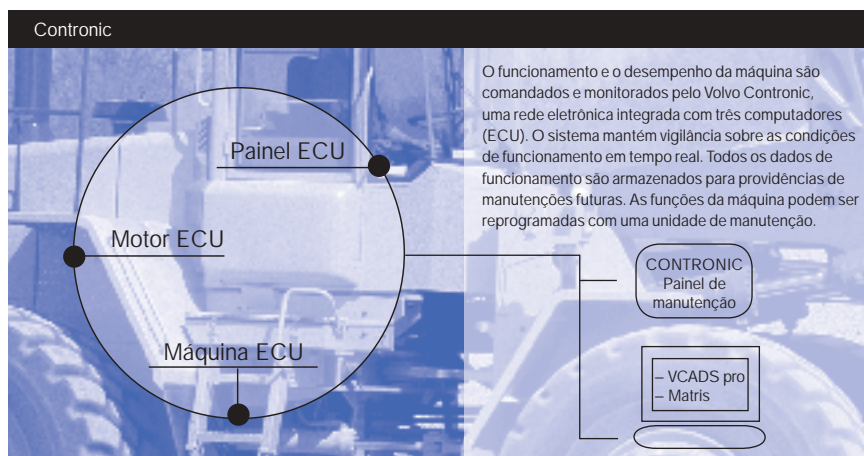 Contronic
O funcionamento e o desempenho da máquina são
comandados e monitorados pelo Volvo Contronic,
uma rede eletrônica integrada com três computadores
(ECU). O sistema mantém vigilância sobre as condições
de funcionamento em tempo real. Todos os dados de
funcionamento são armazenados para providências de
manutenções futuras. As funções da máquina podem ser
reprogramadas com uma unidade de manutenção.
Painel ECU
Motor ECU
Máquina ECU
CONTRONIC
Painel de
manutenção
– VCADS pro
– Matris